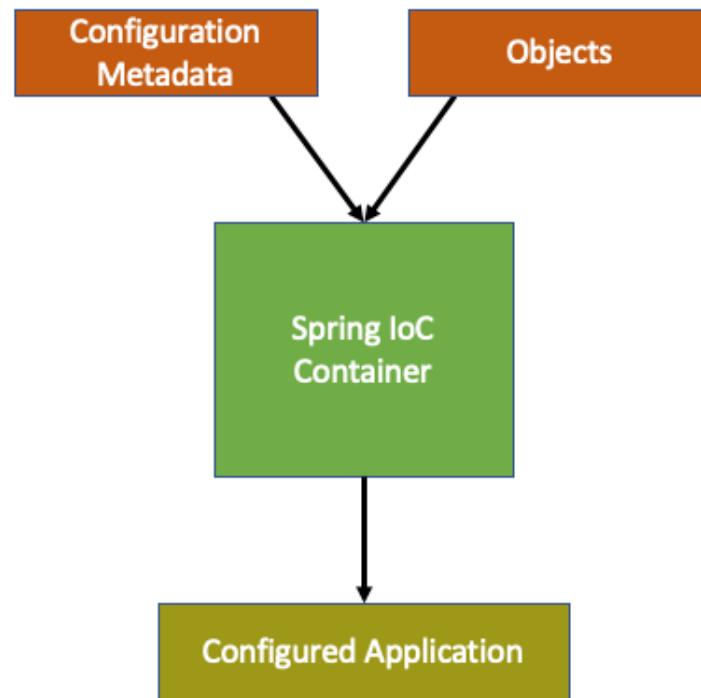 Configuration
Metadata
Objects
Spring IoC
Container
Configured Application